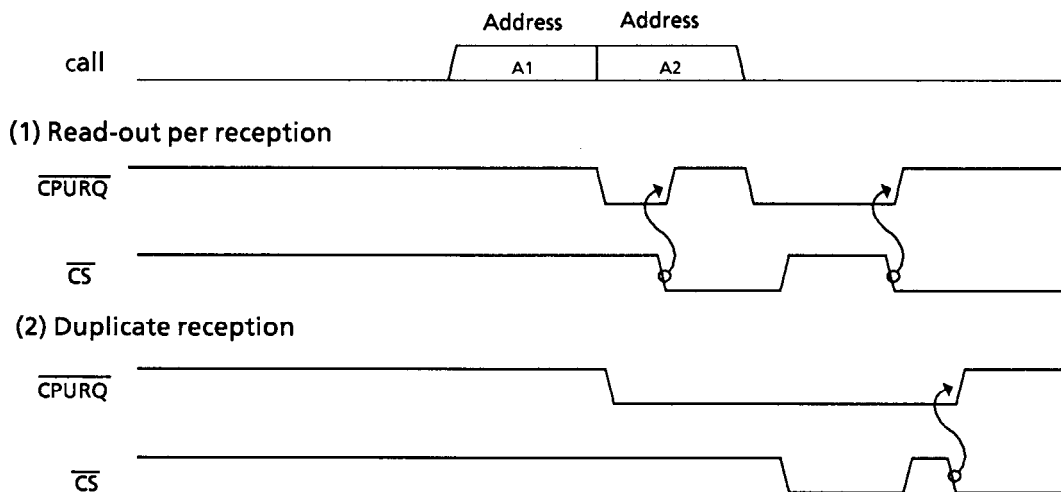 Address Address
call A1 A2
(1) Read-out per reception
CPURQ
CS
(2) Duplicate reception
CPURQ
CS